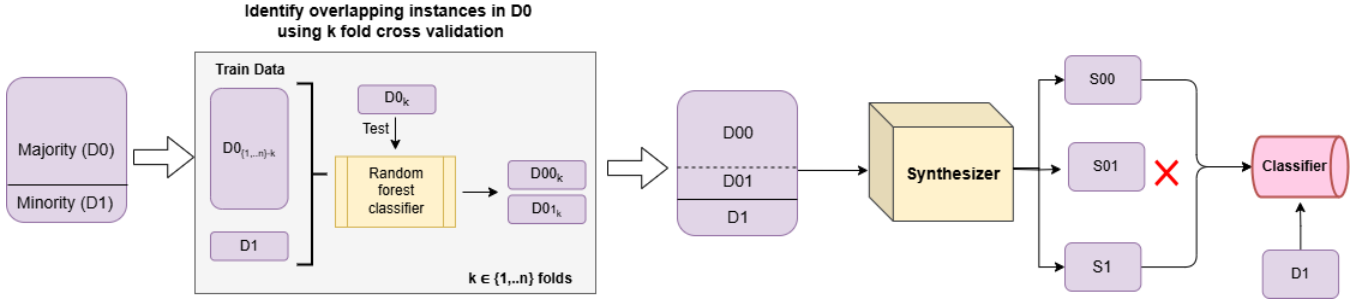 Identify overlapping instances in D0
using k fold cross validation
Majority (D0)
Minority (D1)
Train Data
D0{1,..n}-k
D1
D0k
Test
Random
forest
classifier
D00k
D01k
k ∈ {1,..n} folds
D00
D01
D1
Synthesizer
S00
S01
S1
Classifier
D1